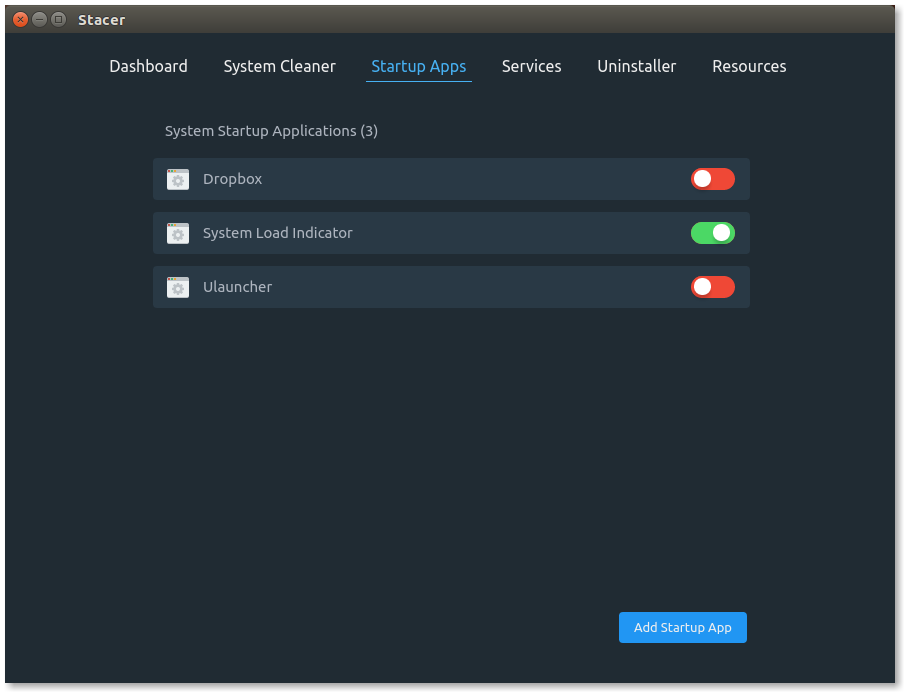 Stacer
Dashboard System Cleaner Startup Apps Services Uninstaller Resources
System Startup Applications (3)
Dropbox
System Load Indicator
Ulauncher
Add Startup App